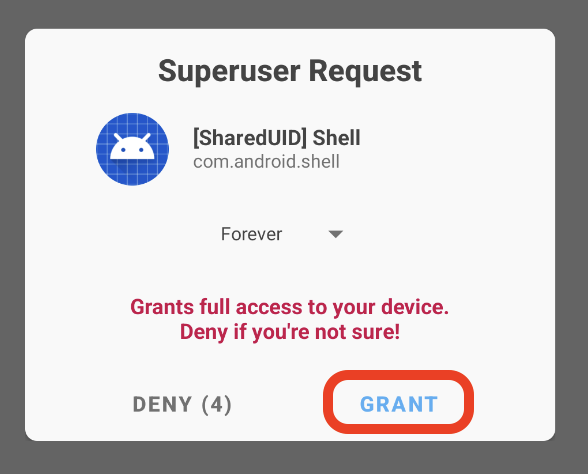 Superuser Request
[SharedUID] Shell
com.android.shell
Forever
Grants full access to your device.
Deny if you're not sure!
DENY (4)
GRANT